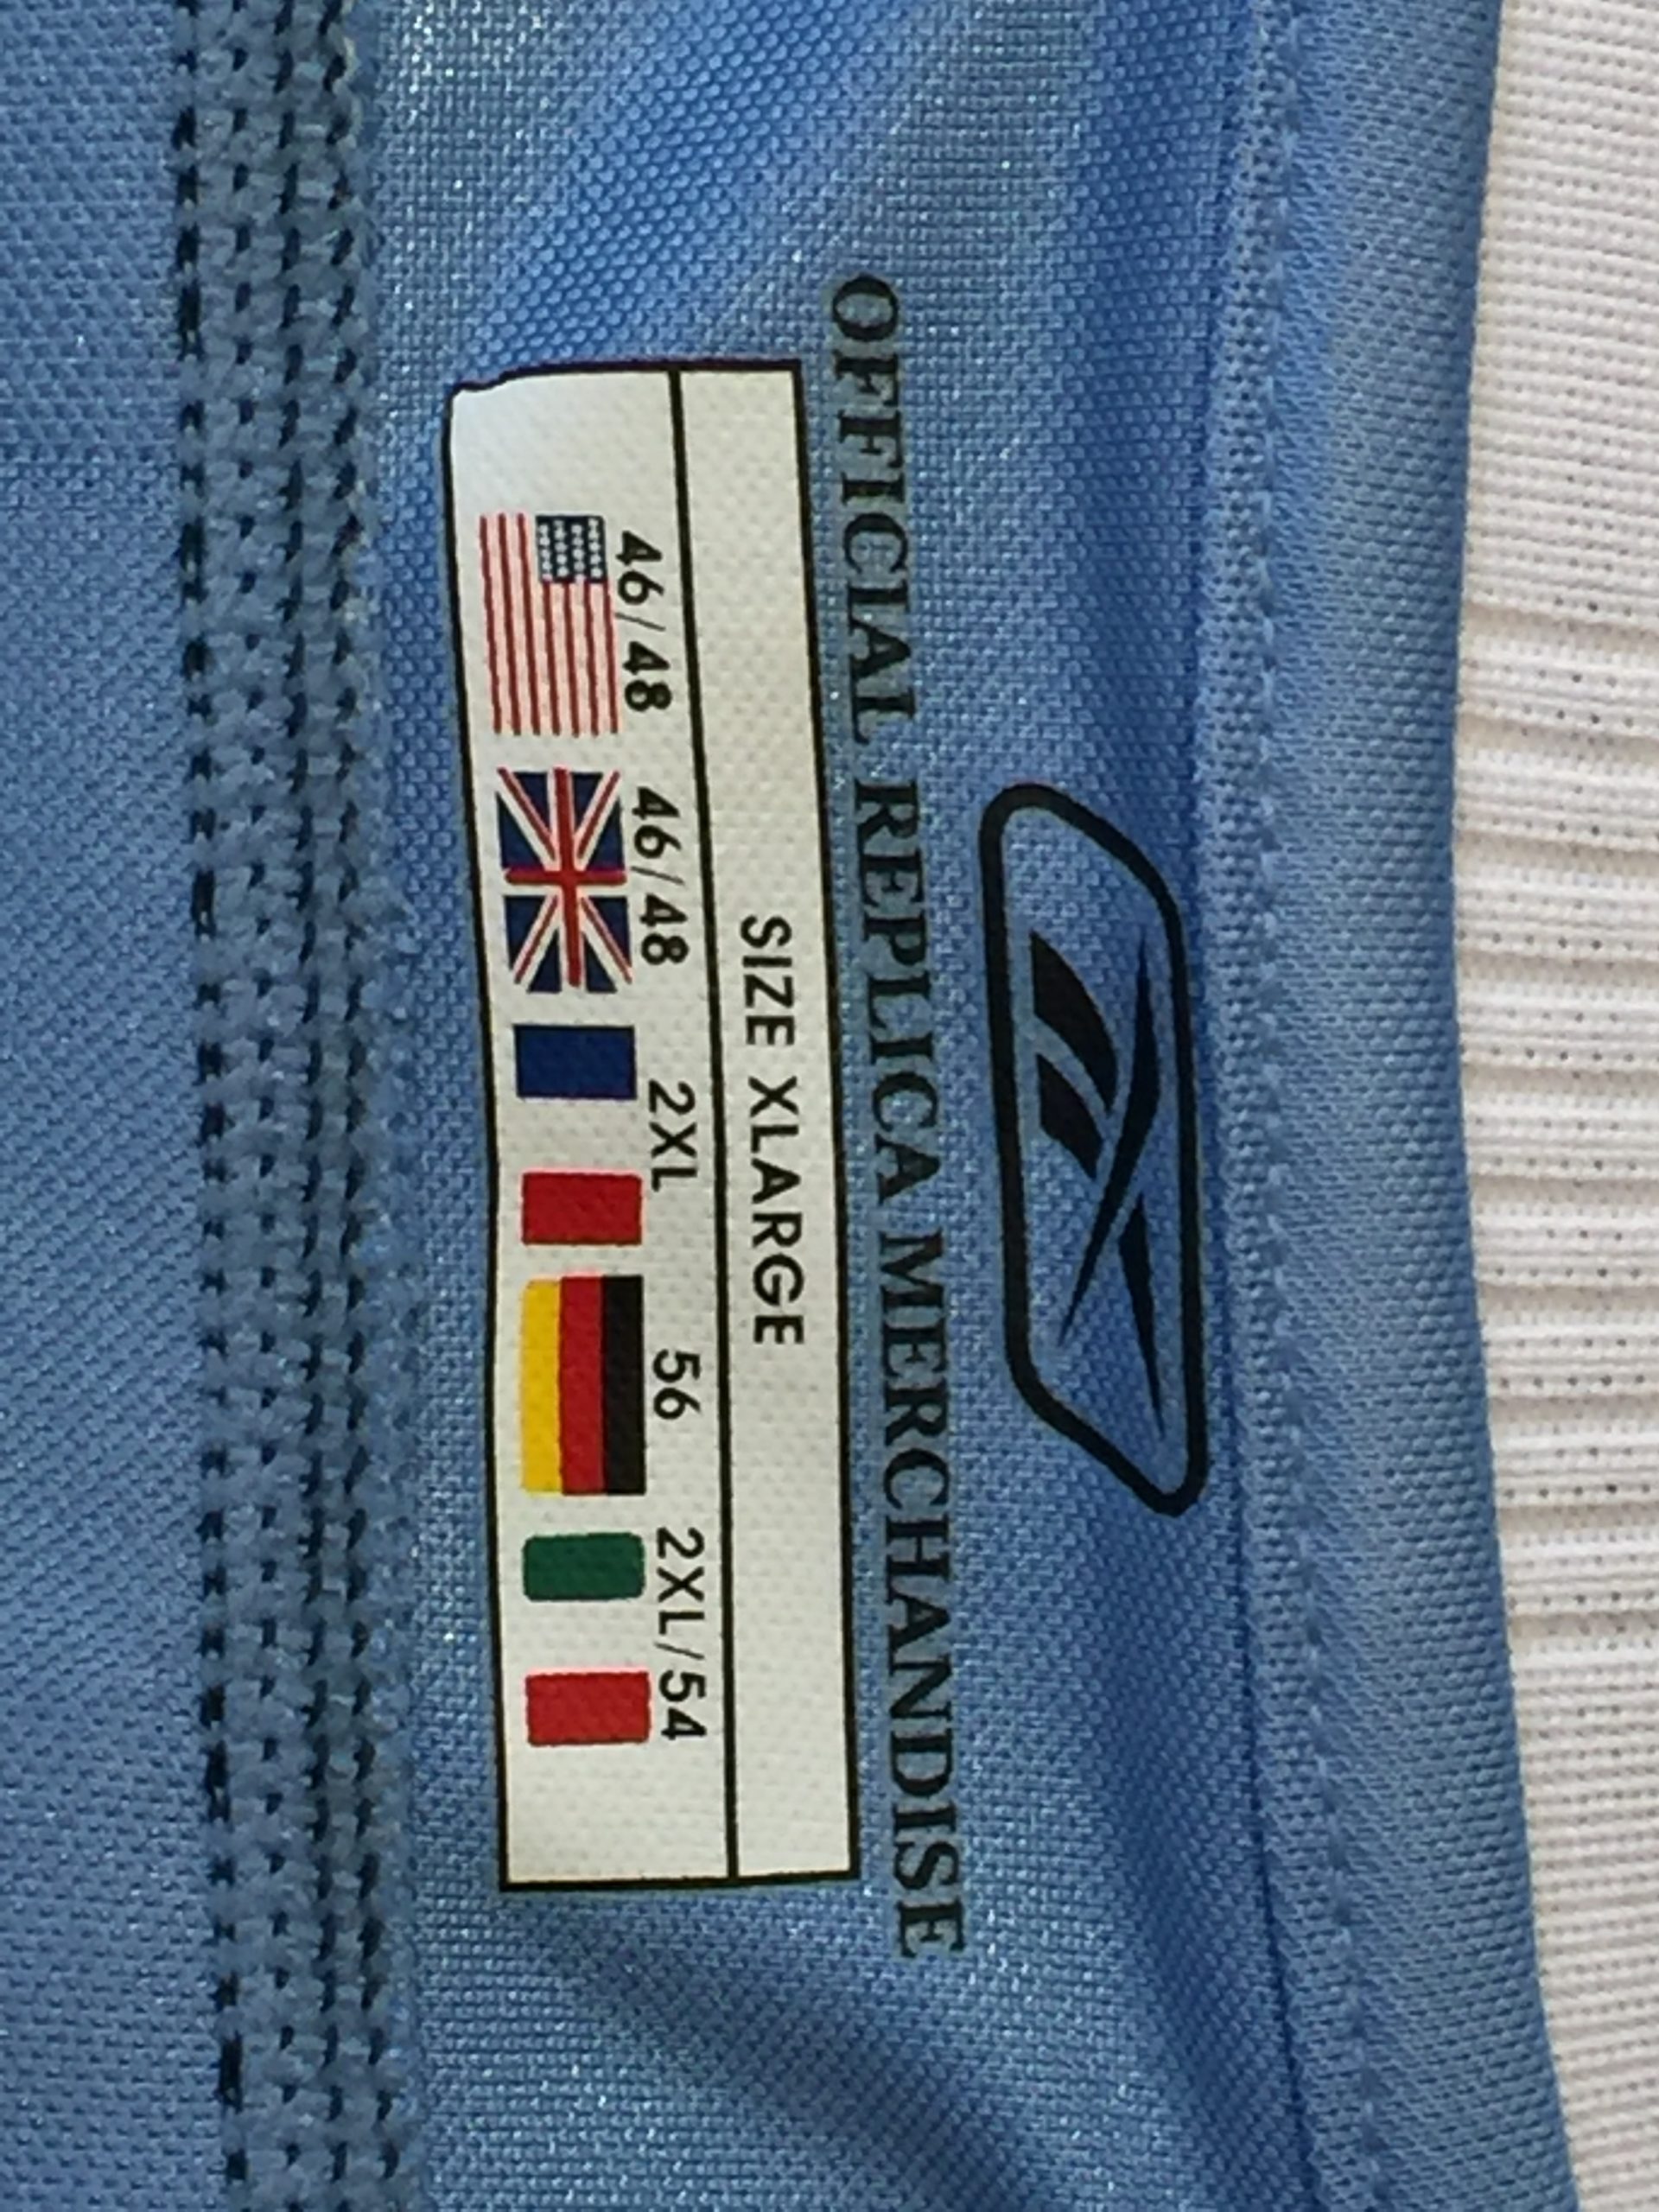 OFFICIAL REPLICA MERCHANDISE
SIZE XLARGE
46/48 46/48 2XL 56 2XL/54